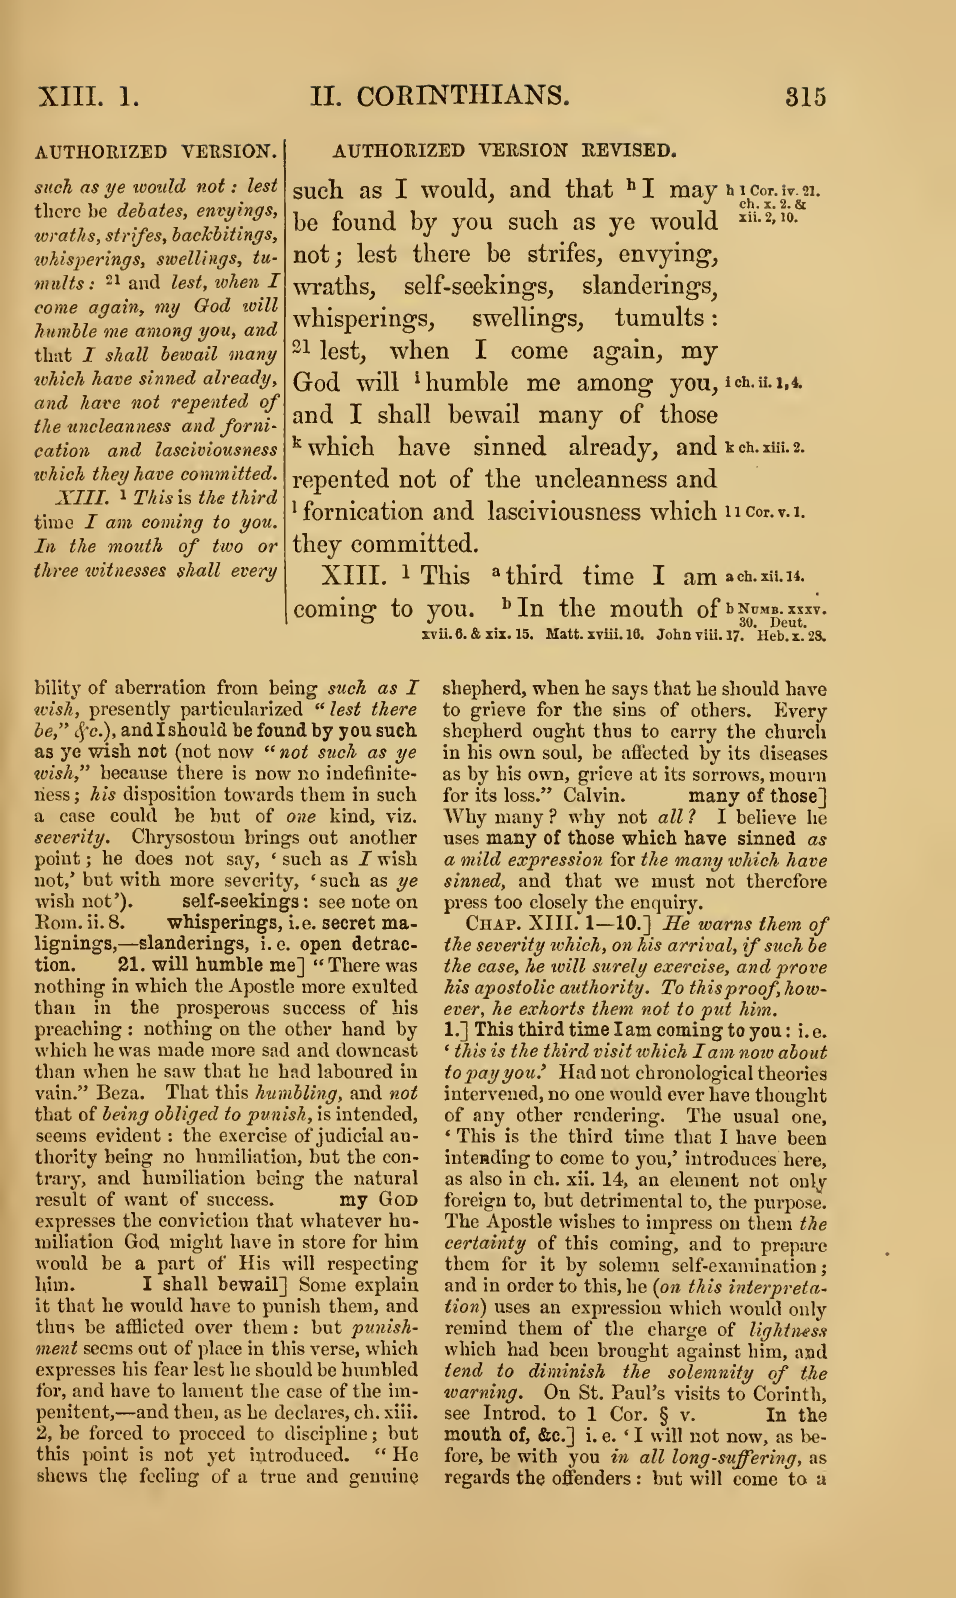 XIII. 1.
II. CORINTHIANS.
315
AUTHORIZED VERSION.
such as ye would not : lest
there be debates, envyings,
wraths, strifes, backbitings,
whisperings, swellings, tu-
mults : 21 and lest, when I
come again, my God will
humble me among you, and
that I shall bewail many
which have sinned already,
and have not repented of
the uncleanness and forni-
cation and lasciviousness
which they have committed.
XIII. 1 This is the third
time I am coming to you.
In the mouth of two or
three witnesses shall every
AUTHORIZED VERSION REVISED.
such as I would, and that h I may
be found by you such as ye would
not; lest there be strifes, envying,
wraths, self-seekings, slanderings,
whisperings, swellings, tumults :
21 lest, when I come again, my
God will i humble me among you,
and I shall bewail many of those
k which have sinned already, and
repented not of the uncleanness and
l fornication and lasciviousness which
they committed.
XIII. 1 This a third time I am
coming to you. b In the mouth of
h 1 Cor. iv. 21.
ch. x. 2. &
xii. 2, 10.
i ch. ii. 1, 4.
k ch. xiii. 2.
l 1 Cor. v. 1.
a ch. xii. 14.
b NUMB. xxxv.
30. Deut.
xvii. 6. & xix. 15. Matt. xviii. 16. John viii. 17. Heb. x. 28.
bility of aberration from being such as I
wish, presently particularized “ lest there
be,” &c.), and I should be found by you such
as ye wish not (not now “ not such as ye
wish,” because there is now no indefinite-
ness ; his disposition towards them in such
a case could be but of one kind, viz.
severity. Chrysostom brings out another
point ; he does not say, ‘ such as I wish
not,’ but with more severity, ‘ such as ye
wish not’). self-seekings : see note on
Rom. ii. 8. whisperings, i.e. secret ma-
lignings,—slanderings, i. e. open detrac-
tion. 21. will humble me] “ There was
nothing in which the Apostle more exulted
than in the prosperous success of his
preaching : nothing on the other hand by
which he was made more sad and downcast
than when he saw that he had laboured in
vain.” Beza. That this humbling, and not
that of being obliged to punish, is intended,
seems evident : the exercise of judicial au-
thority being no humiliation, but the con-
trary, and humiliation being the natural
result of want of success. my GOD
expresses the conviction that whatever hu-
miliation God might have in store for him
would be a part of His will respecting
him. I shall bewail] Some explain
it that he would have to punish them, and
thus be afflicted over them : but punish-
ment seems out of place in this verse, which
expresses his fear lest he should be humbled
for, and have to lament the case of the im-
penitent,—and then, as he declares, ch. xiii.
2, be forced to proceed to discipline ; but
this point is not yet introduced. “ He
shews the feeling of a true and genuine
shepherd, when he says that he should have
to grieve for the sins of others. Every
shepherd ought thus to carry the church
in his own soul, be affected by its diseases
as by his own, grieve at its sorrows, mourn
for its loss.” Calvin. many of those]
Why many ? why not all ? I believe he
uses many of those which have sinned as
a mild expression for the many which have
sinned, and that we must not therefore
press too closely the enquiry.
CHAP. XIII. 1—10.] He warns them of
the severity which, on his arrival, if such be
the case, he will surely exercise, and prove
his apostolic authority. To this proof, how-
ever, he exhorts them not to put him.
1.] This third time I am coming to you : i. e.
‘ this is the third visit which I am now about
to pay you.’ Had not chronological theories
intervened, no one would ever have thought
of any other rendering. The usual one,
‘ This is the third time that I have been
intending to come to you,’ introduces here,
as also in ch. xii. 14, an element not only
foreign to, but detrimental to, the purpose.
The Apostle wishes to impress on them the
certainty of this coming, and to prepare
them for it by solemn self-examination ;
and in order to this, he (on this interpreta-
tion) uses an expression which would only
remind them of the charge of lightness
which had been brought against him, and
tend to diminish the solemnity of the
warning. On St. Paul's visits to Corinth,
see Introd. to 1 Cor. § v. In the
mouth of, &c.] i. e. ‘ I will not now, as be-
fore, be with you in all long-suffering, as
regards the offenders : but will come to a